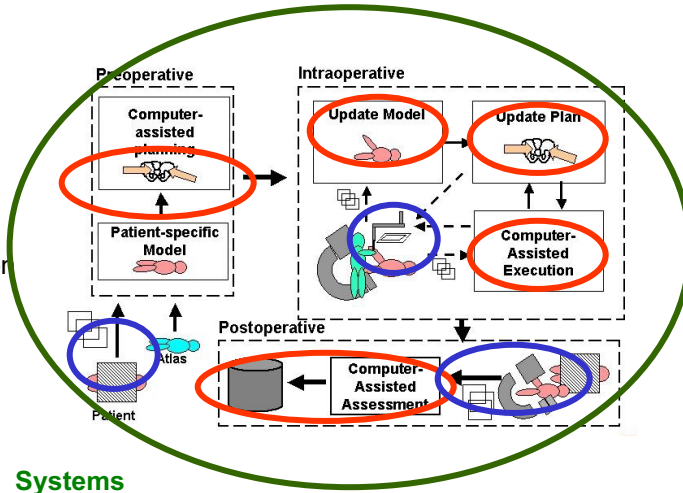 Preoperative
Intraoperative
Computer-
assisted
planning
Update Model
Update Plan
Patient-specific
Model
Computer-
Assisted
Execution
r
Postoperative
Atlas
Computer-
Assisted
Assessment
Patient
Systems